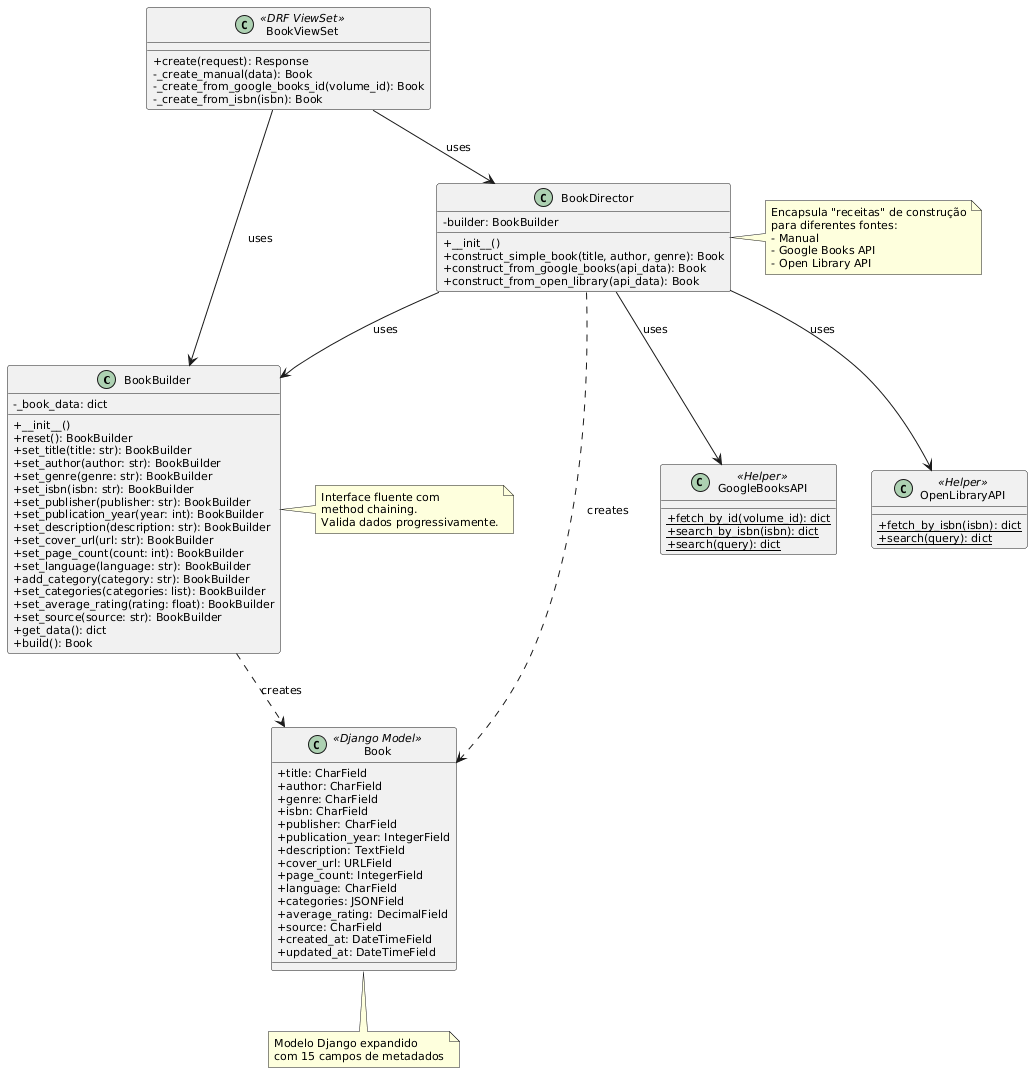 C
«DRF ViewSet»
BookViewSet
+create(request): Response
-_create_manual(data): Book
-_create_from_google_books_id(volume_id): Book
-_create_from_isbn(isbn): Book
uses
uses
C
BookDirector
-builder: BookBuilder
+__init__()
+construct_simple_book(title, author, genre): Book
+construct_from_google_books(api_data): Book
+construct_from_open_library(api_data): Book
Encapsula "receitas" de construção
para diferentes fontes:
- Manual
- Google Books API
- Open Library API
uses
uses
uses
creates
C
BookBuilder
-_book_data: dict
+__init__()
+reset(): BookBuilder
+set_title(title: str): BookBuilder
+set_author(author: str): BookBuilder
+set_genre(genre: str): BookBuilder
+set_isbn(isbn: str): BookBuilder
+set_publisher(publisher: str): BookBuilder
+set_publication_year(year: int): BookBuilder
+set_description(description: str): BookBuilder
+set_cover_url(url: str): BookBuilder
+set_page_count(count: int): BookBuilder
+set_language(language: str): BookBuilder
+add_category(category: str): BookBuilder
+set_categories(categories: list): BookBuilder
+set_average_rating(rating: float): BookBuilder
+set_source(source: str): BookBuilder
+get_data(): dict
+build(): Book
Interface fluente com
method chaining.
Valida dados progressivamente.
C
«Helper»
GoogleBooksAPI
+fetch_by_id(volume_id): dict
+search_by_isbn(isbn): dict
+search(query): dict
C
«Helper»
OpenLibraryAPI
+fetch_by_isbn(isbn): dict
+search(query): dict
creates
C
«Django Model»
Book
+title: CharField
+author: CharField
+genre: CharField
+isbn: CharField
+publisher: CharField
+publication_year: IntegerField
+description: TextField
+cover_url: URLField
+page_count: IntegerField
+language: CharField
+categories: JSONField
+average_rating: DecimalField
+source: CharField
+created_at: DateTimeField
+updated_at: DateTimeField
Modelo Django expandido
com 15 campos de metadados